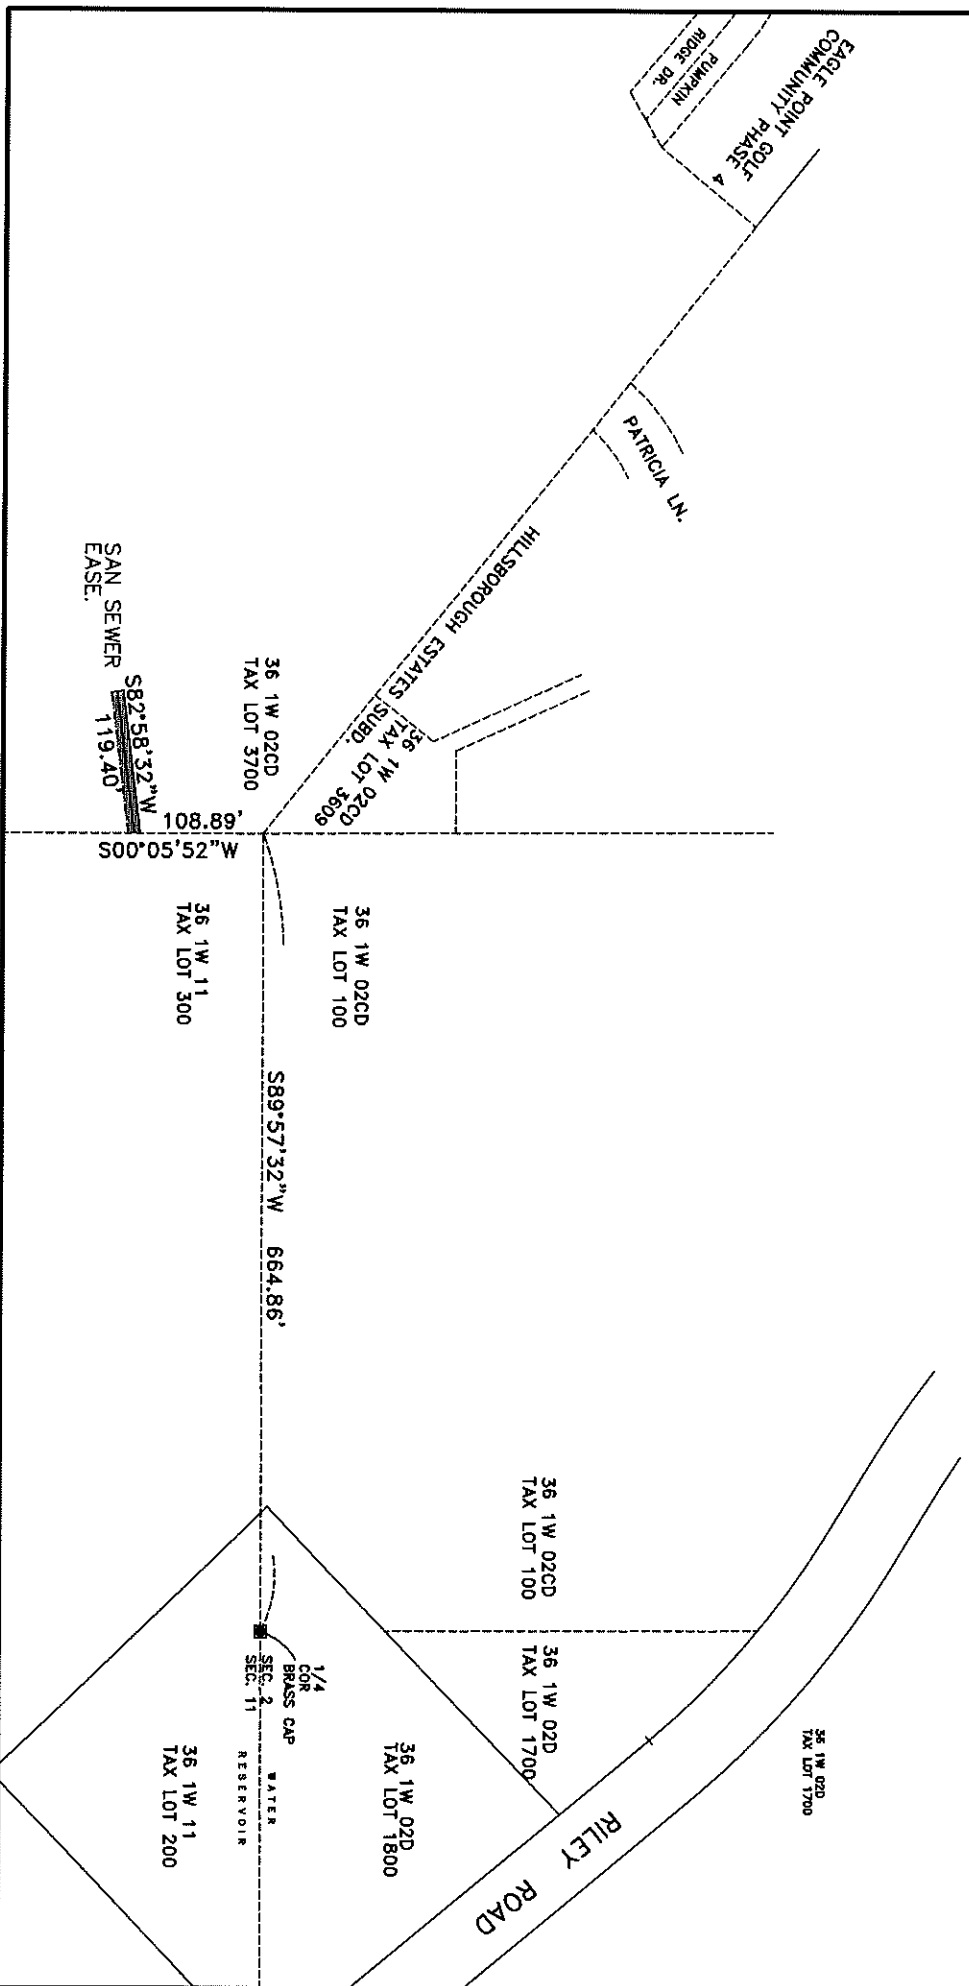 EAGLE POINT GOLF
COMMUNITY PHASE 4
PUMPKIN
RIDGE DR.
PATRICIA LN.
HILLSBOROUGH ESTATES SUBD.
36 1W 02CD
TAX LOT 3609
36 1W 02CD
TAX LOT 3700
SAN SEWER
EASE.
S82°58'32"W
119.40'
108.89'
S00°05'52"W
36 1W 02CD
TAX LOT 100
36 1W 11
TAX LOT 300
S89°57'32"W 664.86'
36 1W 02CD
TAX LOT 100
36 1W 02D
TAX LOT 1700
36 1W 02D
TAX LOT 1700
1/4
COR
BRASS CAP
SEC. 2
SEC. 11
WATER
RESERVOIR
36 1W 02D
TAX LOT 1800
36 1W 11
TAX LOT 200
RILEY ROAD